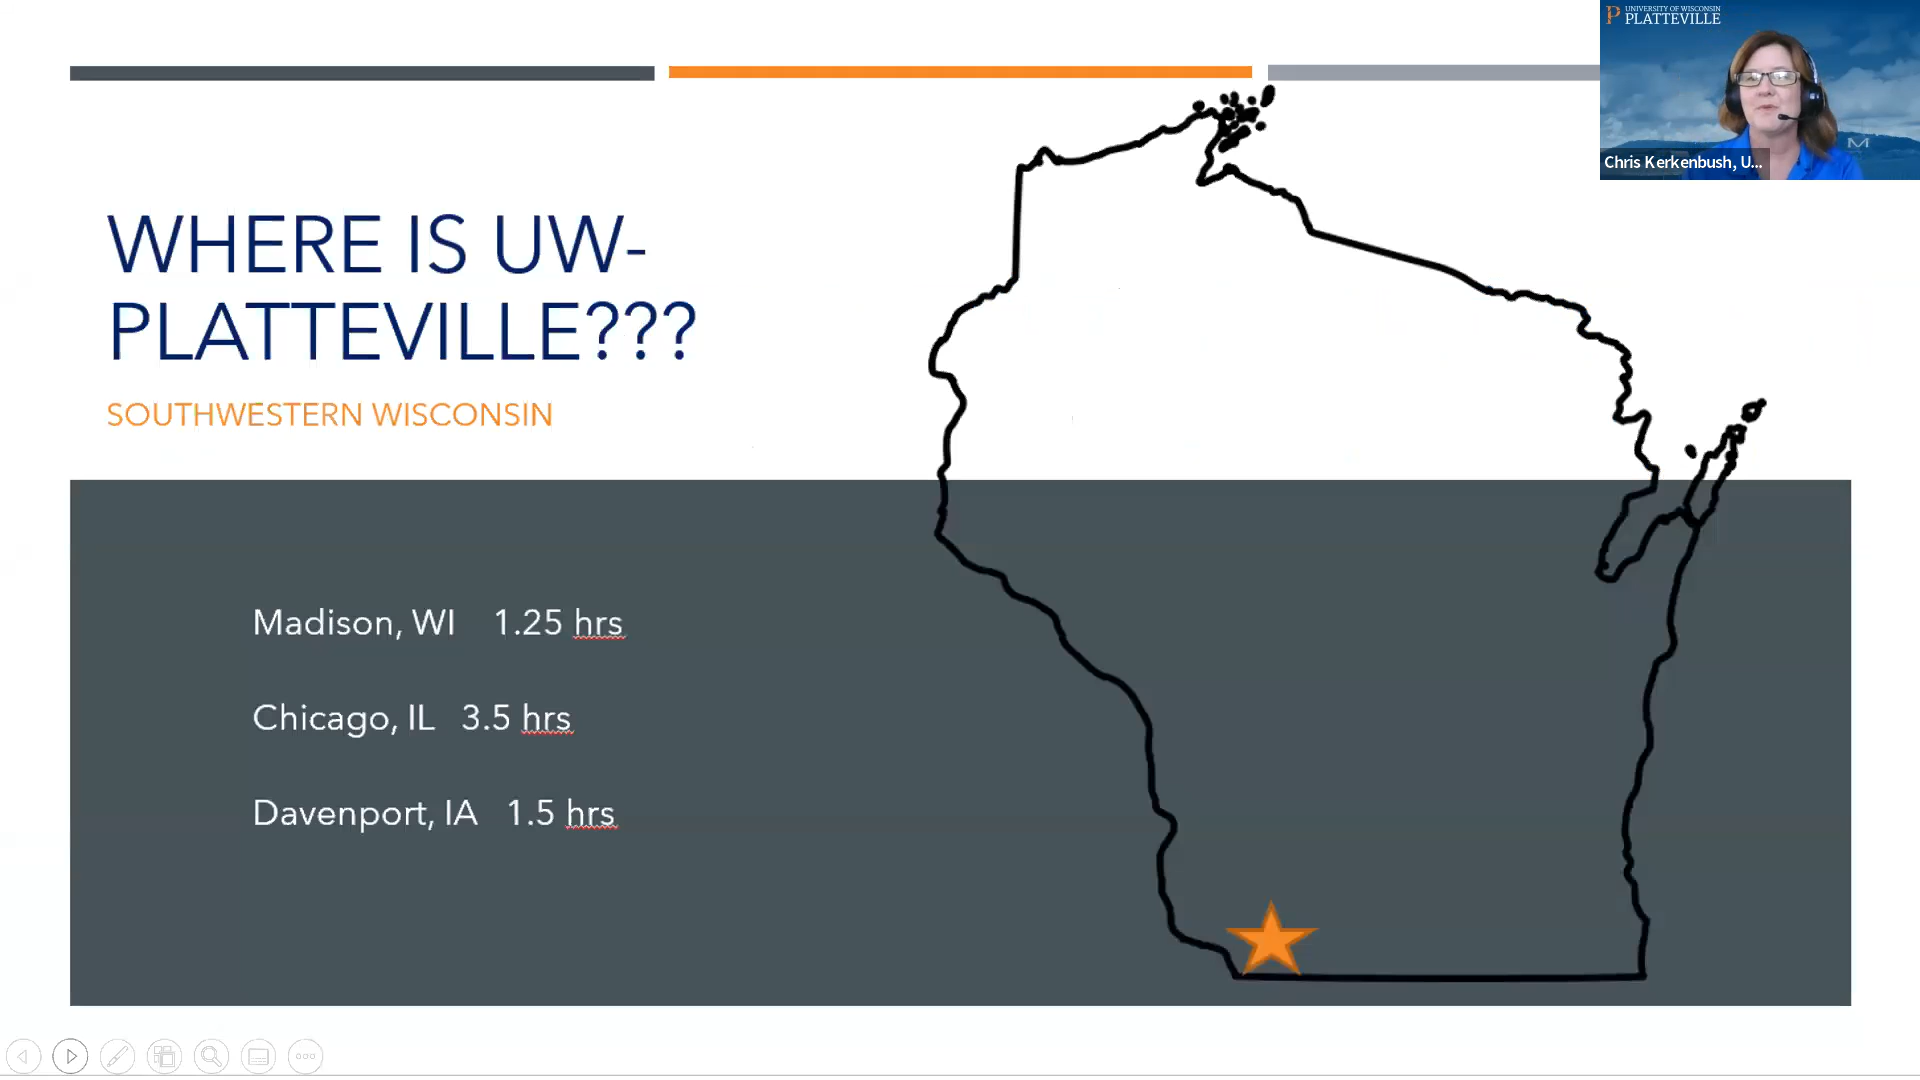 UNIVERSITY OF WISCONSIN
PLATTEVILLE
Chris Kerkenbush, U...
WHERE IS UW-
PLATTEVILLE???
SOUTHWESTERN WISCONSIN
Madison, WI 1.25 hrs
Chicago, IL 3.5 hrs
Davenport, IA 1.5 hrs